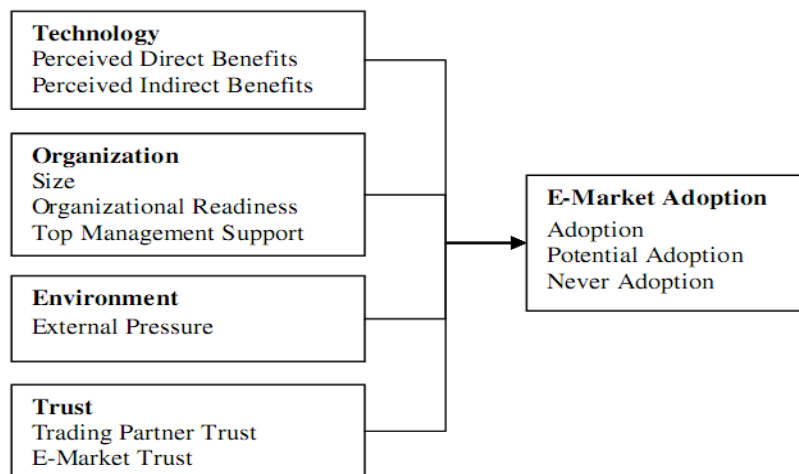 Technology
Perceived Direct Benefits
Perceived Indirect Benefits
Organization
Size
Organizational Readiness
Top Management Support
Environment
External Pressure
Trust
Trading Partner Trust
E-Market Trust
E-Market Adoption
Adoption
Potential Adoption
Never Adoption